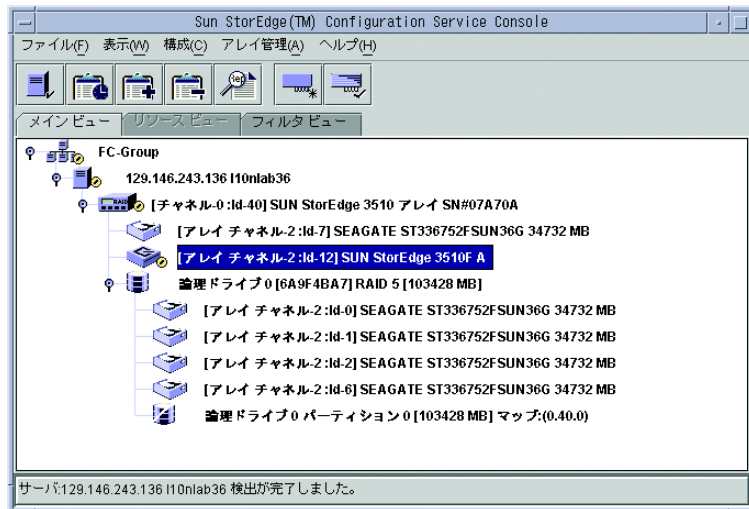 Sun StorEdge(TM) Configuration Service Console
ファイル(F) 表示(W) 構成(C) アレイ管理(A) ヘルプ(H)
メインビュー リソース ビュー フィルタ ビュー
FC-Group
129.146.243.136 l10nlab36
[チャネル-0:Id-40] SUN StorEdge 3510 アレイ SN#07A70A
[アレイ チャネル-2:Id-7] SEAGATE ST336752FSUN36G 34732 MB
[アレイ チャネル-2:Id-12] SUN StorEdge 3510F A
論理ドライブ 0 [6A9F4BA7] RAID 5 [103428 MB]
[アレイ チャネル-2:Id-0] SEAGATE ST336752FSUN36G 34732 MB
[アレイ チャネル-2:Id-1] SEAGATE ST336752FSUN36G 34732 MB
[アレイ チャネル-2:Id-2] SEAGATE ST336752FSUN36G 34732 MB
[アレイ チャネル-2:Id-6] SEAGATE ST336752FSUN36G 34732 MB
論理ドライブ 0 パーティション 0 [103428 MB] マップ:(0.40.0)
サーバ:129.146.243.136 l10nlab36 検出が完了しました。